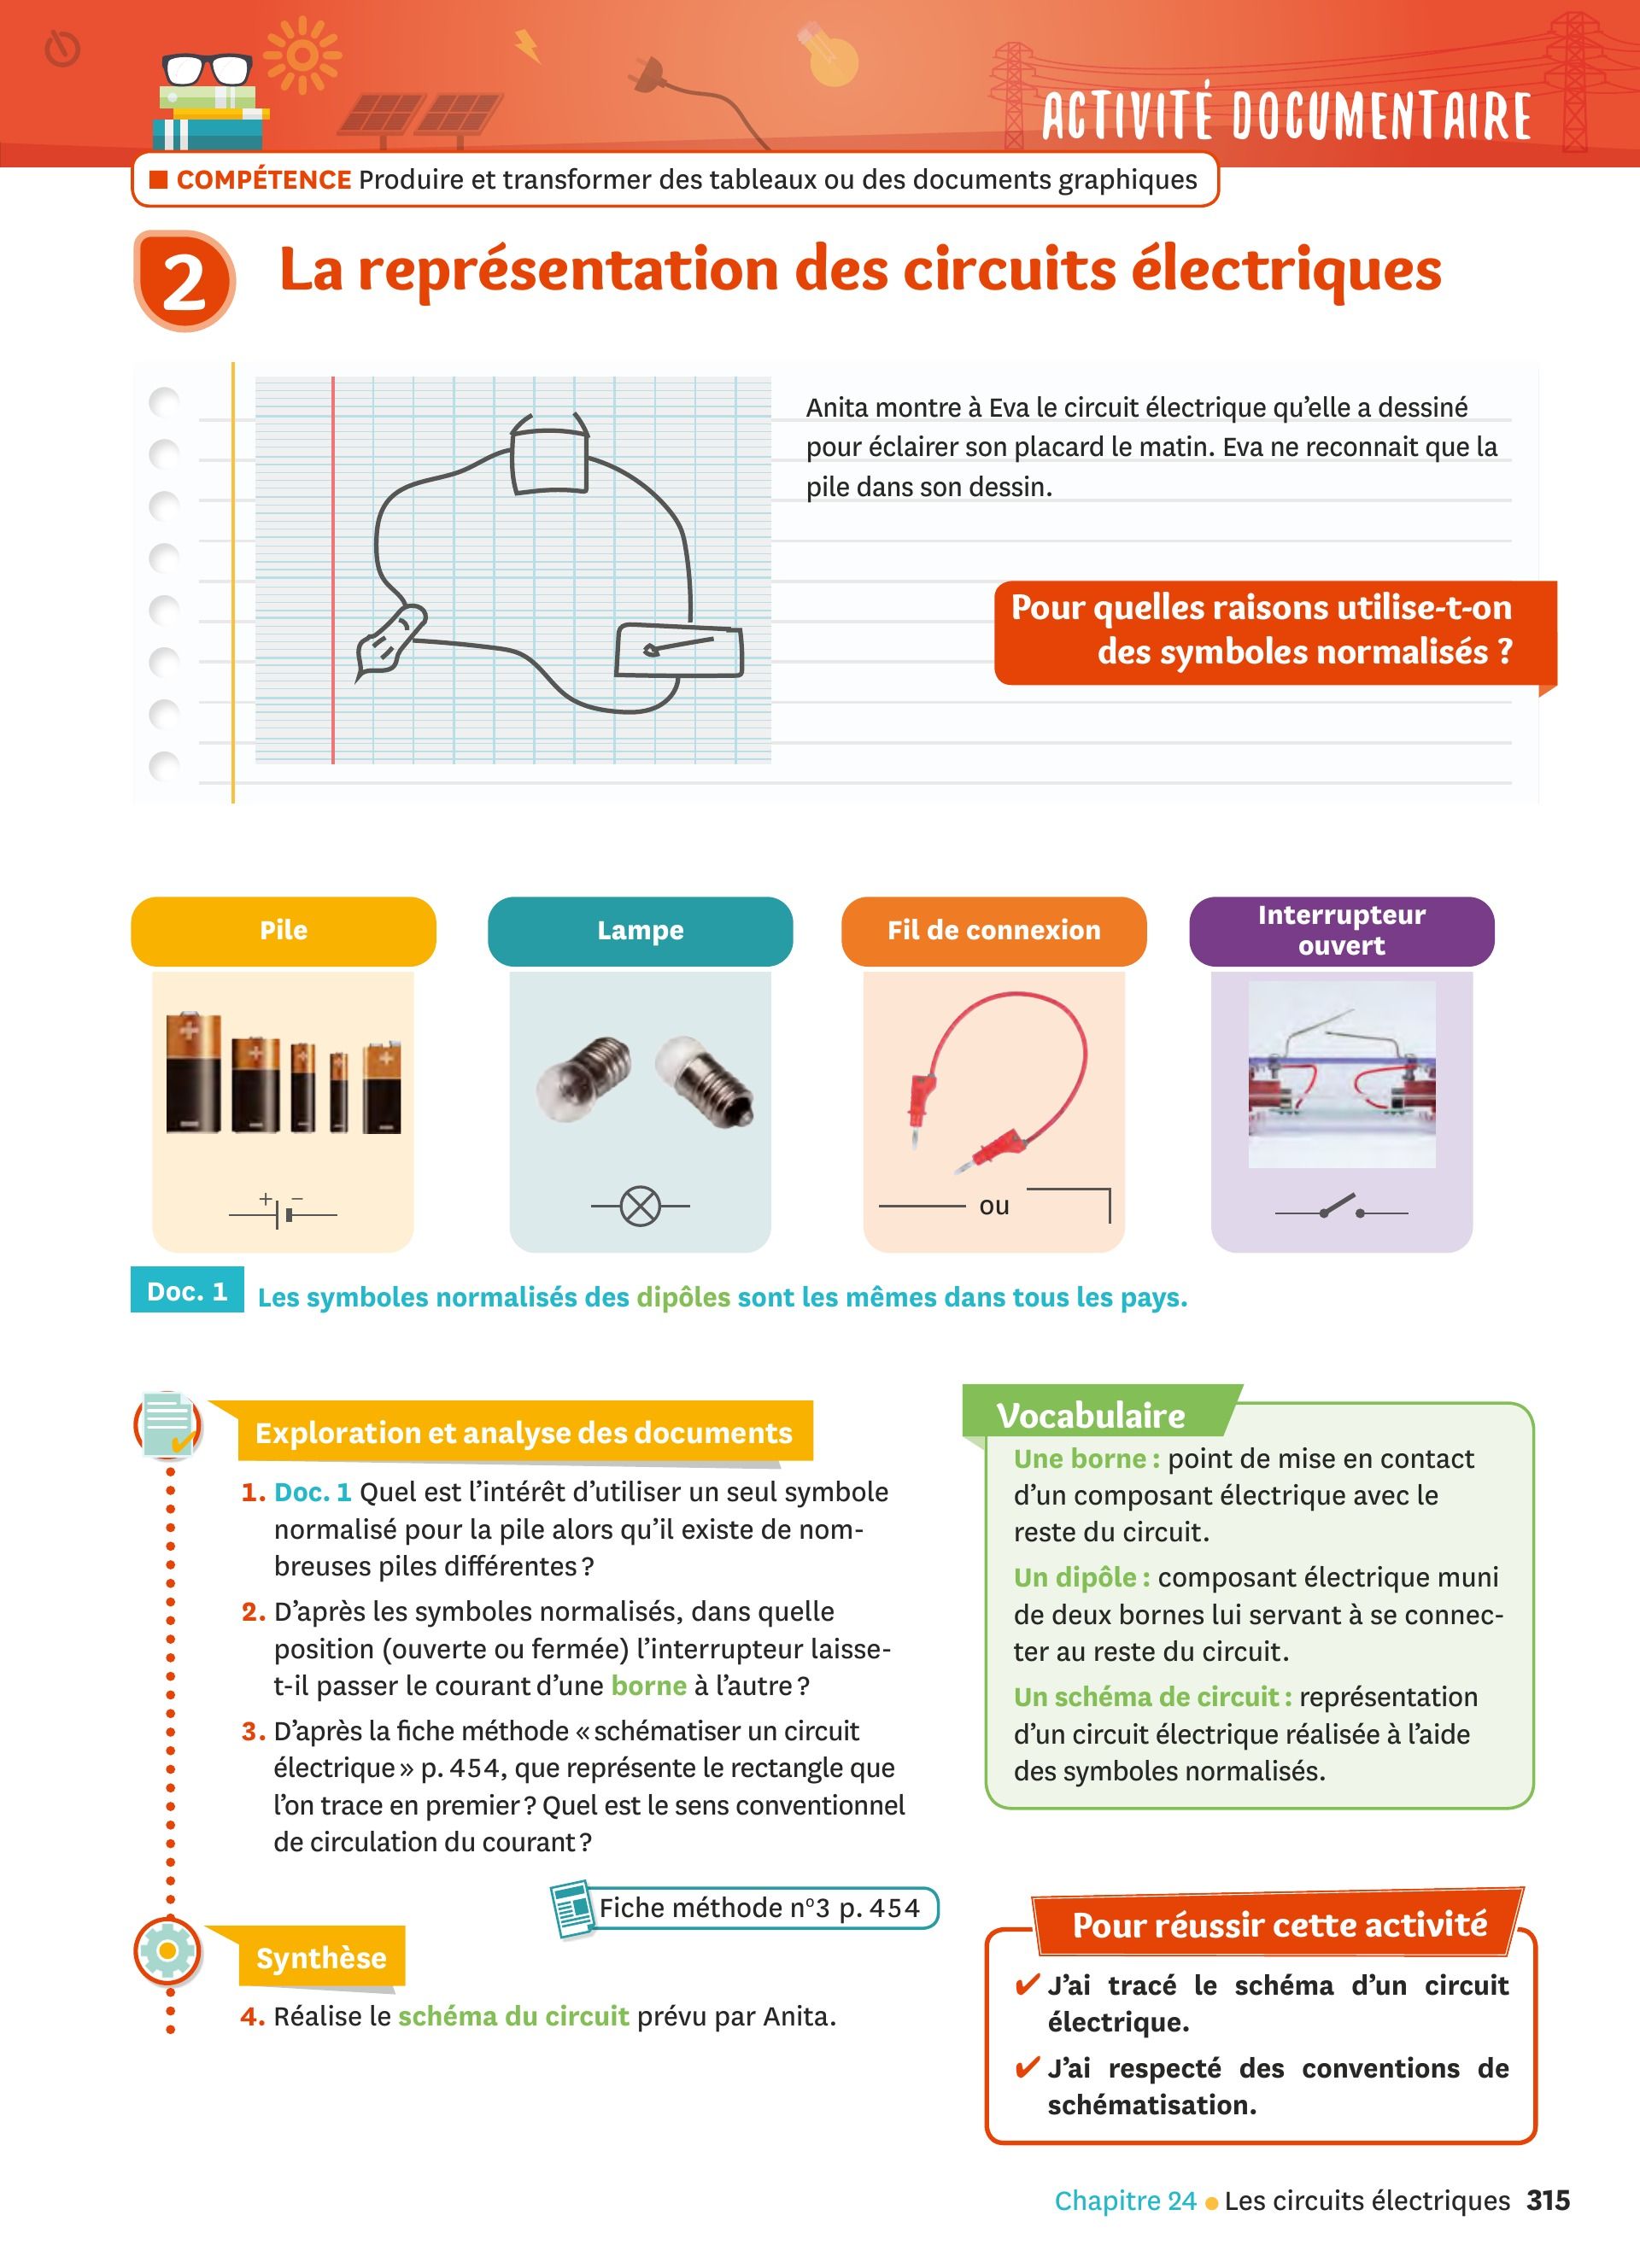 ACTIVITÉ DOCUMENTAIRE
COMPÉTENCE Produire et transformer des tableaux ou des documents graphiques
2 La représentation des circuits électriques
Anita montre à Eva le circuit électrique qu’elle a dessiné
pour éclairer son placard le matin. Eva ne reconnait que la
pile dans son dessin.
Pour quelles raisons utilise-t-on
des symboles normalisés ?
Pile
Lampe
Fil de connexion
Interrupteur
ouvert
+ −
ou
Doc. 1 Les symboles normalisés des dipôles sont les mêmes dans tous les pays.
Exploration et analyse des documents
1. Doc. 1 Quel est l’intérêt d’utiliser un seul symbole
normalisé pour la pile alors qu’il existe de nom-
breuses piles différentes ?
2. D’après les symboles normalisés, dans quelle
position (ouverte ou fermée) l’interrupteur laisse-
t-il passer le courant d’une borne à l’autre ?
3. D’après la fiche méthode « schématiser un circuit
électrique » p. 454, que représente le rectangle que
l’on trace en premier ? Quel est le sens conventionnel
de circulation du courant ?
Fiche méthode n°3 p. 454
Synthèse
4. Réalise le schéma du circuit prévu par Anita.
Vocabulaire
Une borne : point de mise en contact
d’un composant électrique avec le
reste du circuit.
Un dipôle : composant électrique muni
de deux bornes lui servant à se connec-
ter au reste du circuit.
Un schéma de circuit : représentation
d’un circuit électrique réalisée à l’aide
des symboles normalisés.
Pour réussir cette activité
✔ J’ai tracé le schéma d’un circuit
électrique.
✔ J’ai respecté des conventions de
schématisation.
Chapitre 24 • Les circuits électriques 315